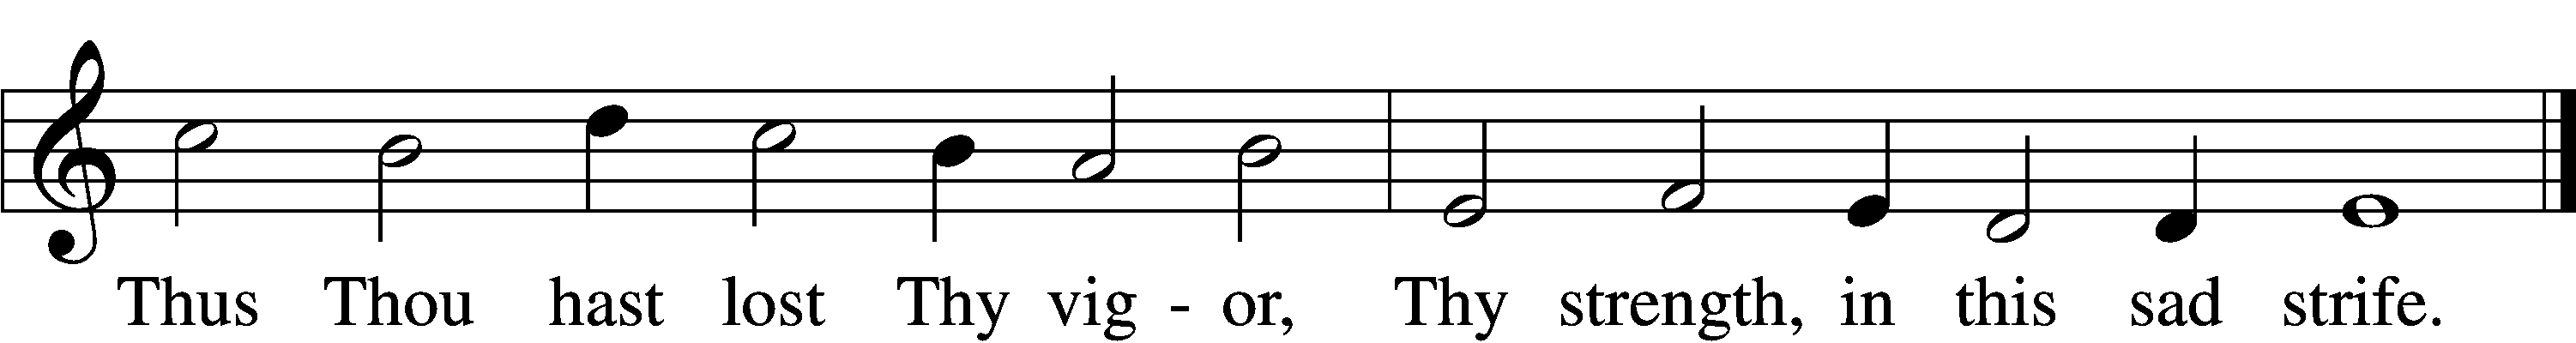 Thus Thou hast lost Thy vig - or, Thy strength, in this sad strife.